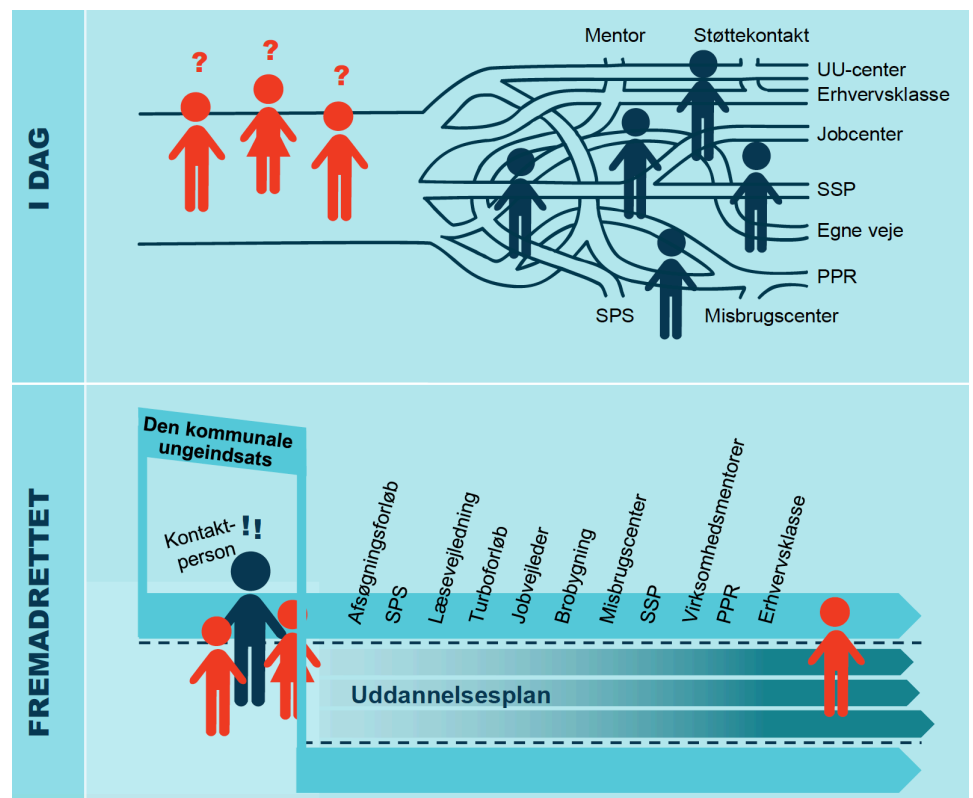 I DAG
?
?
?
Mentor
Støttekontakt
UU-center
Erhvervsklasse
Jobcenter
SSP
Egne veje
PPR
SPS
Misbrugscenter
FREMADRETTET
Den kommunale
ungeindsats
Kontakt-
person
!!
Afsøgningsforløb
SPS
Læsevejledning
Turboforløb
Jobvejleder
Brobygning
Misbrugscenter
SSP
Virksomhedsmentorer
PPR
Erhvervsklasse
Uddannelsesplan